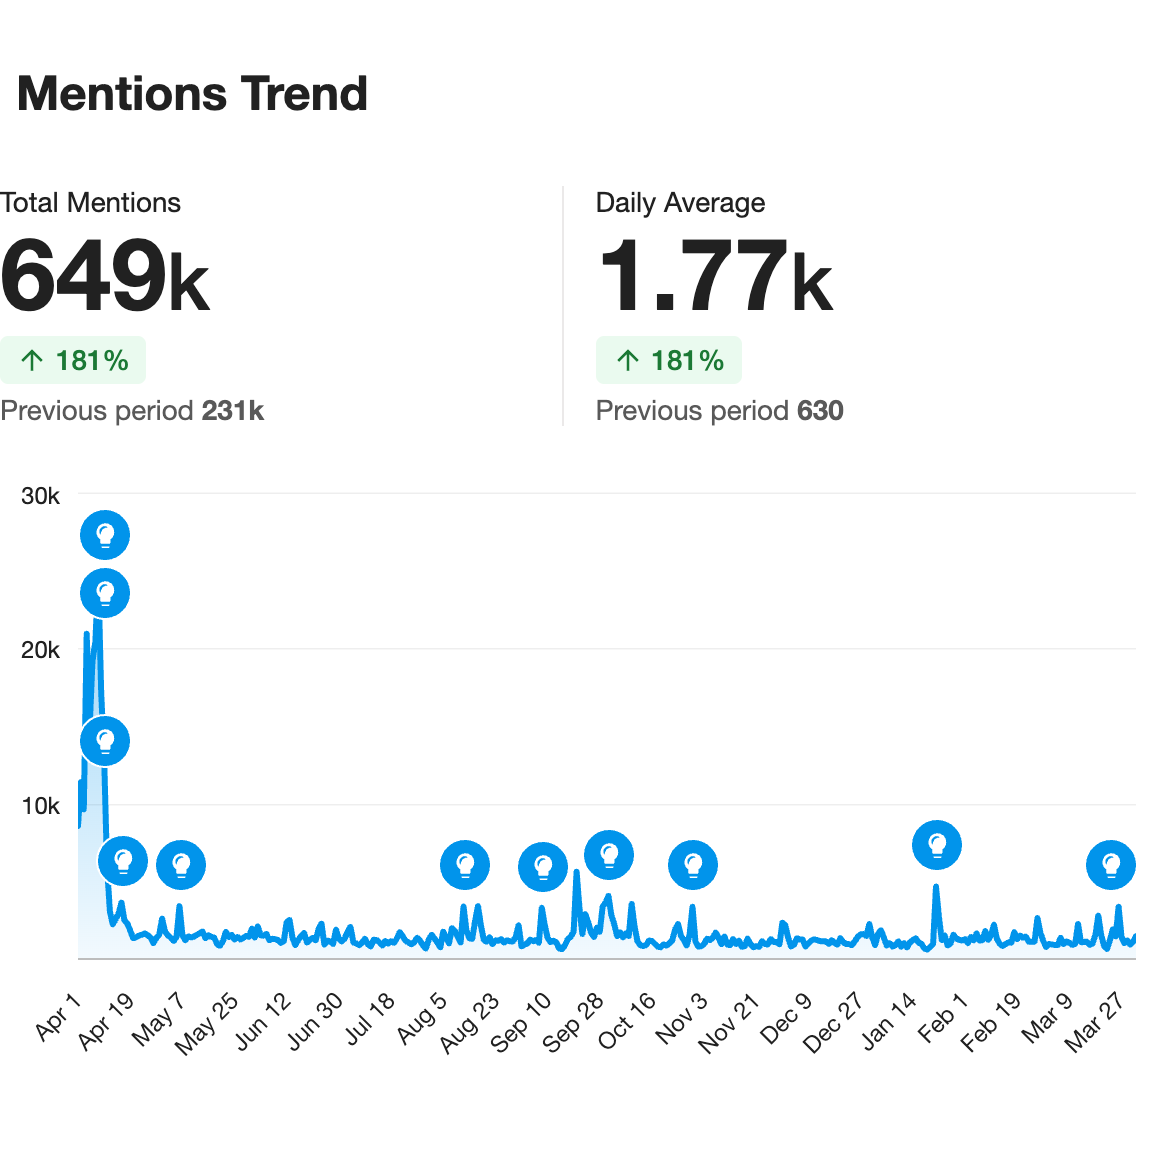 Mentions Trend
Total Mentions
649k
↑ 181%
Previous period 231k
Daily Average
1.77k
↑ 181%
Previous period 630
30k
20k
10k
Apr 1
Apr 19
May 7
May 25
Jun 12
Jun 30
Jul 18
Aug 5
Aug 23
Sep 10
Sep 28
Oct 16
Nov 3
Nov 21
Dec 9
Dec 27
Jan 14
Feb 1
Feb 19
Mar 9
Mar 27